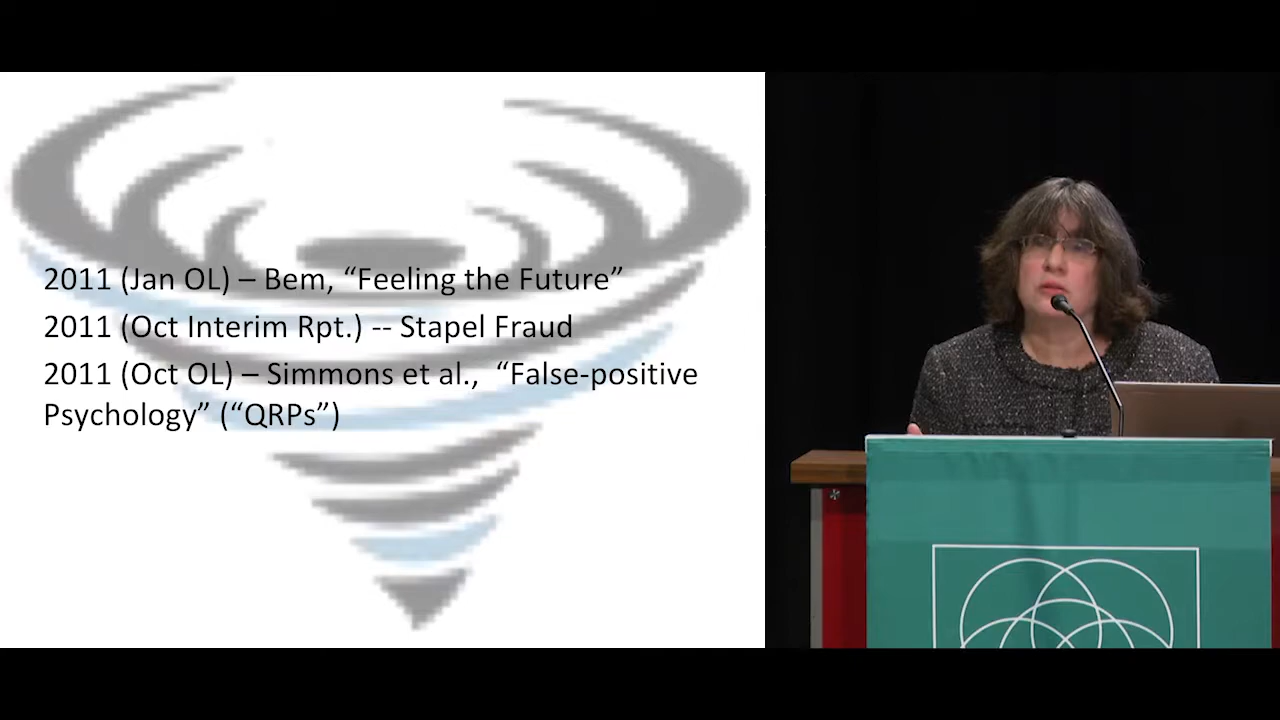 2011 (Jan OL) – Bem, “Feeling the Future”
2011 (Oct Interim Rpt.) -- Stapel Fraud
2011 (Oct OL) – Simmons et al., “False-positive
Psychology” (“QRPs”)